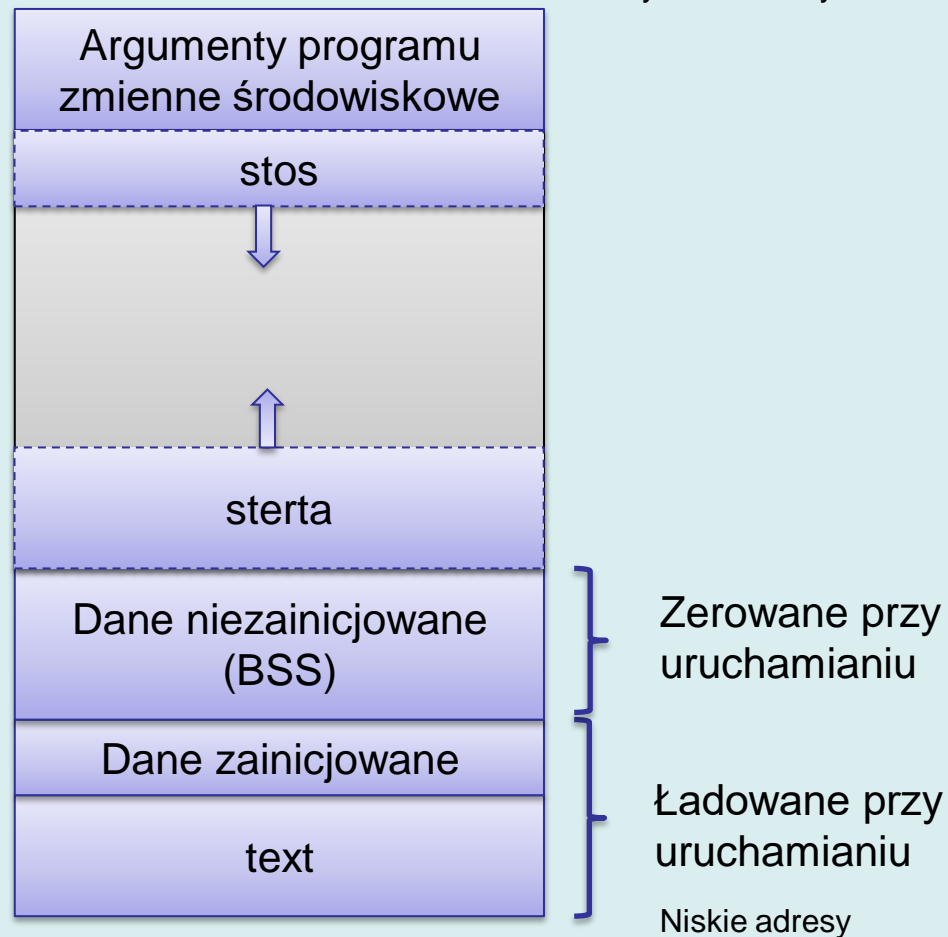 Argumenty programu
zmienne środowiskowe
stos
sterta
Dane niezainicjowane
(BSS)
Zerowane przy
uruchamianiu
Dane zainicjowane
text
Ładowane przy
uruchamianiu
Niskie adresy